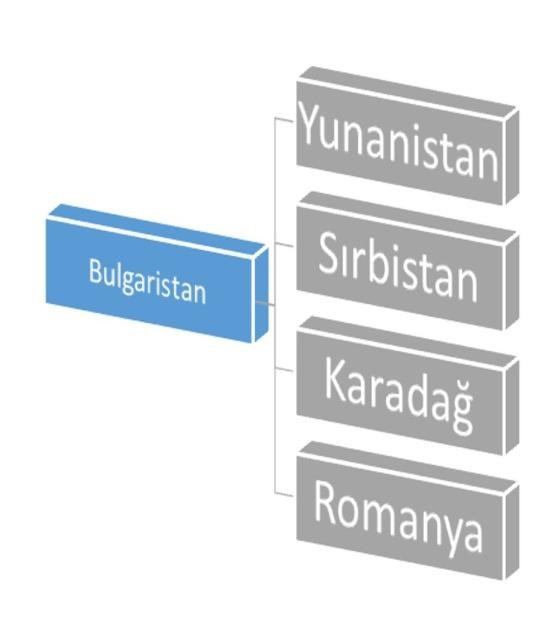 Bulgaristan
Yunanistan
Sırbistan
Karadağ
Romanya